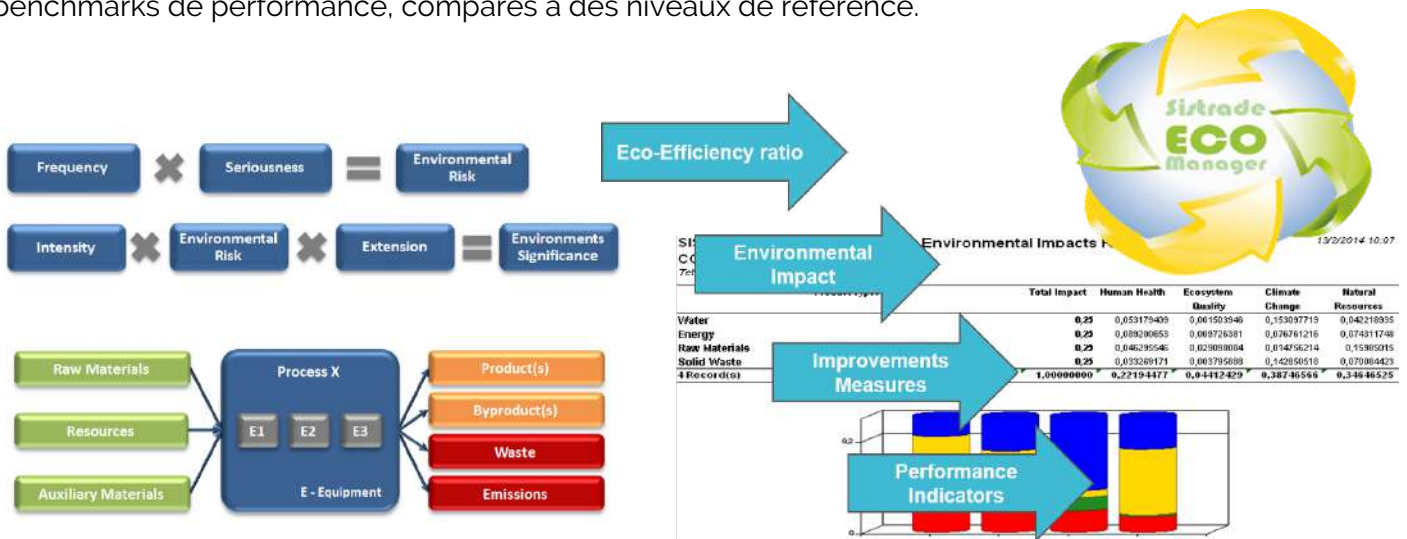 benchmarks de performance, comparés à des niveaux de référence.
Sistrade
ECO
Manager
Frequency
Seriousness
Environmental
Risk
Intensity
Environmental
Risk
Extension
Environments
Significance
Raw Materials
Resources
Auxiliary Materials
Process X
E1 E2 E3
E - Equipment
Product(s)
Byproduct(s)
Waste
Emissions
Eco-Efficiency ratio
Environmental
Impact
Improvements
Measures
Performance
Indicators
Environmental Impacts
13/2/2014 10:07
Total Impact Human Health Ecosystem Quality Climate Change Natural Resources
Water 0,25 0,053179409 0,001503946 0,153097719 0,042218935
Energy 0,25 0,089200653 0,009726381 0,076761216 0,074311748
Raw Materials 0,25 0,046295546 0,029098084 0,014756214 0,15985015
Solid Waste 0,25 0,033269171 0,003795888 0,142850518 0,070084423
4 Record(s) 1.00000000 0,22194477 0,04412429 0,38746566 0,34646525
0,2
0